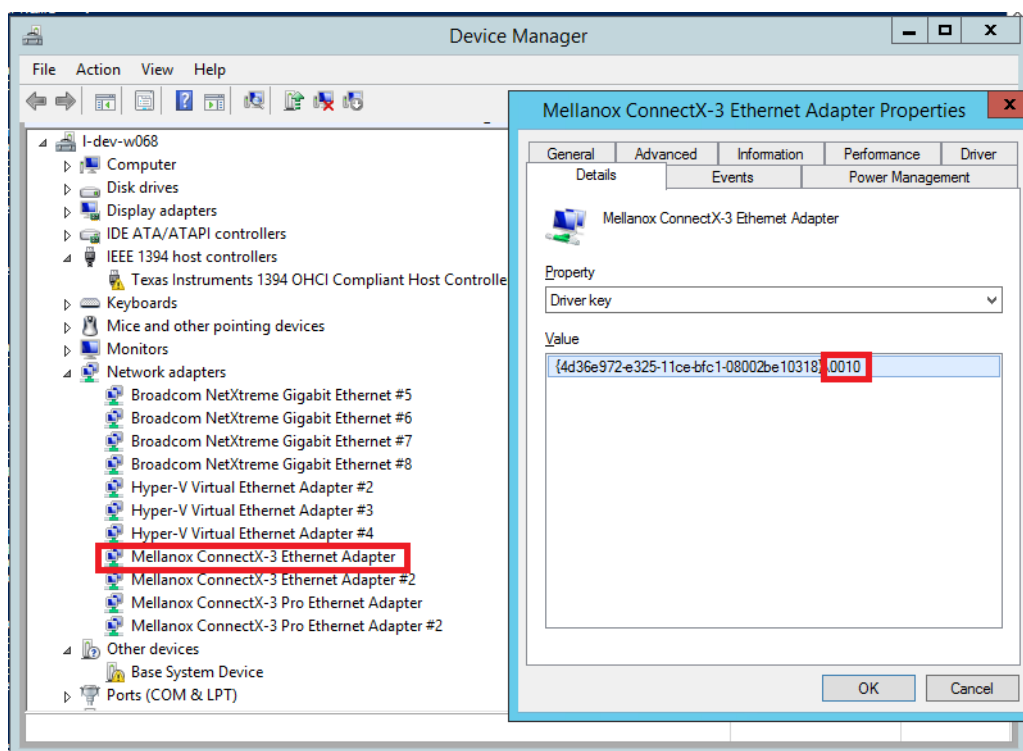 Device Manager
File Action View Help
l-dev-w068
Computer
Disk drives
Display adapters
IDE ATA/ATAPI controllers
IEEE 1394 host controllers
Texas Instruments 1394 OHCI Compliant Host Controlle
Keyboards
Mice and other pointing devices
Monitors
Network adapters
Broadcom NetXtreme Gigabit Ethernet #5
Broadcom NetXtreme Gigabit Ethernet #6
Broadcom NetXtreme Gigabit Ethernet #7
Broadcom NetXtreme Gigabit Ethernet #8
Hyper-V Virtual Ethernet Adapter #2
Hyper-V Virtual Ethernet Adapter #3
Hyper-V Virtual Ethernet Adapter #4
Mellanox ConnectX-3 Ethernet Adapter
Mellanox ConnectX-3 Ethernet Adapter #2
Mellanox ConnectX-3 Pro Ethernet Adapter
Mellanox ConnectX-3 Pro Ethernet Adapter #2
Other devices
Base System Device
Ports (COM & LPT)
Mellanox ConnectX-3 Ethernet Adapter Properties
General Advanced Information Performance Driver
Details Events Power Management
Mellanox ConnectX-3 Ethernet Adapter
Property
Driver key
Value
{4d36e972-e325-11ce-bfc1-08002be10318}\0010
OK Cancel